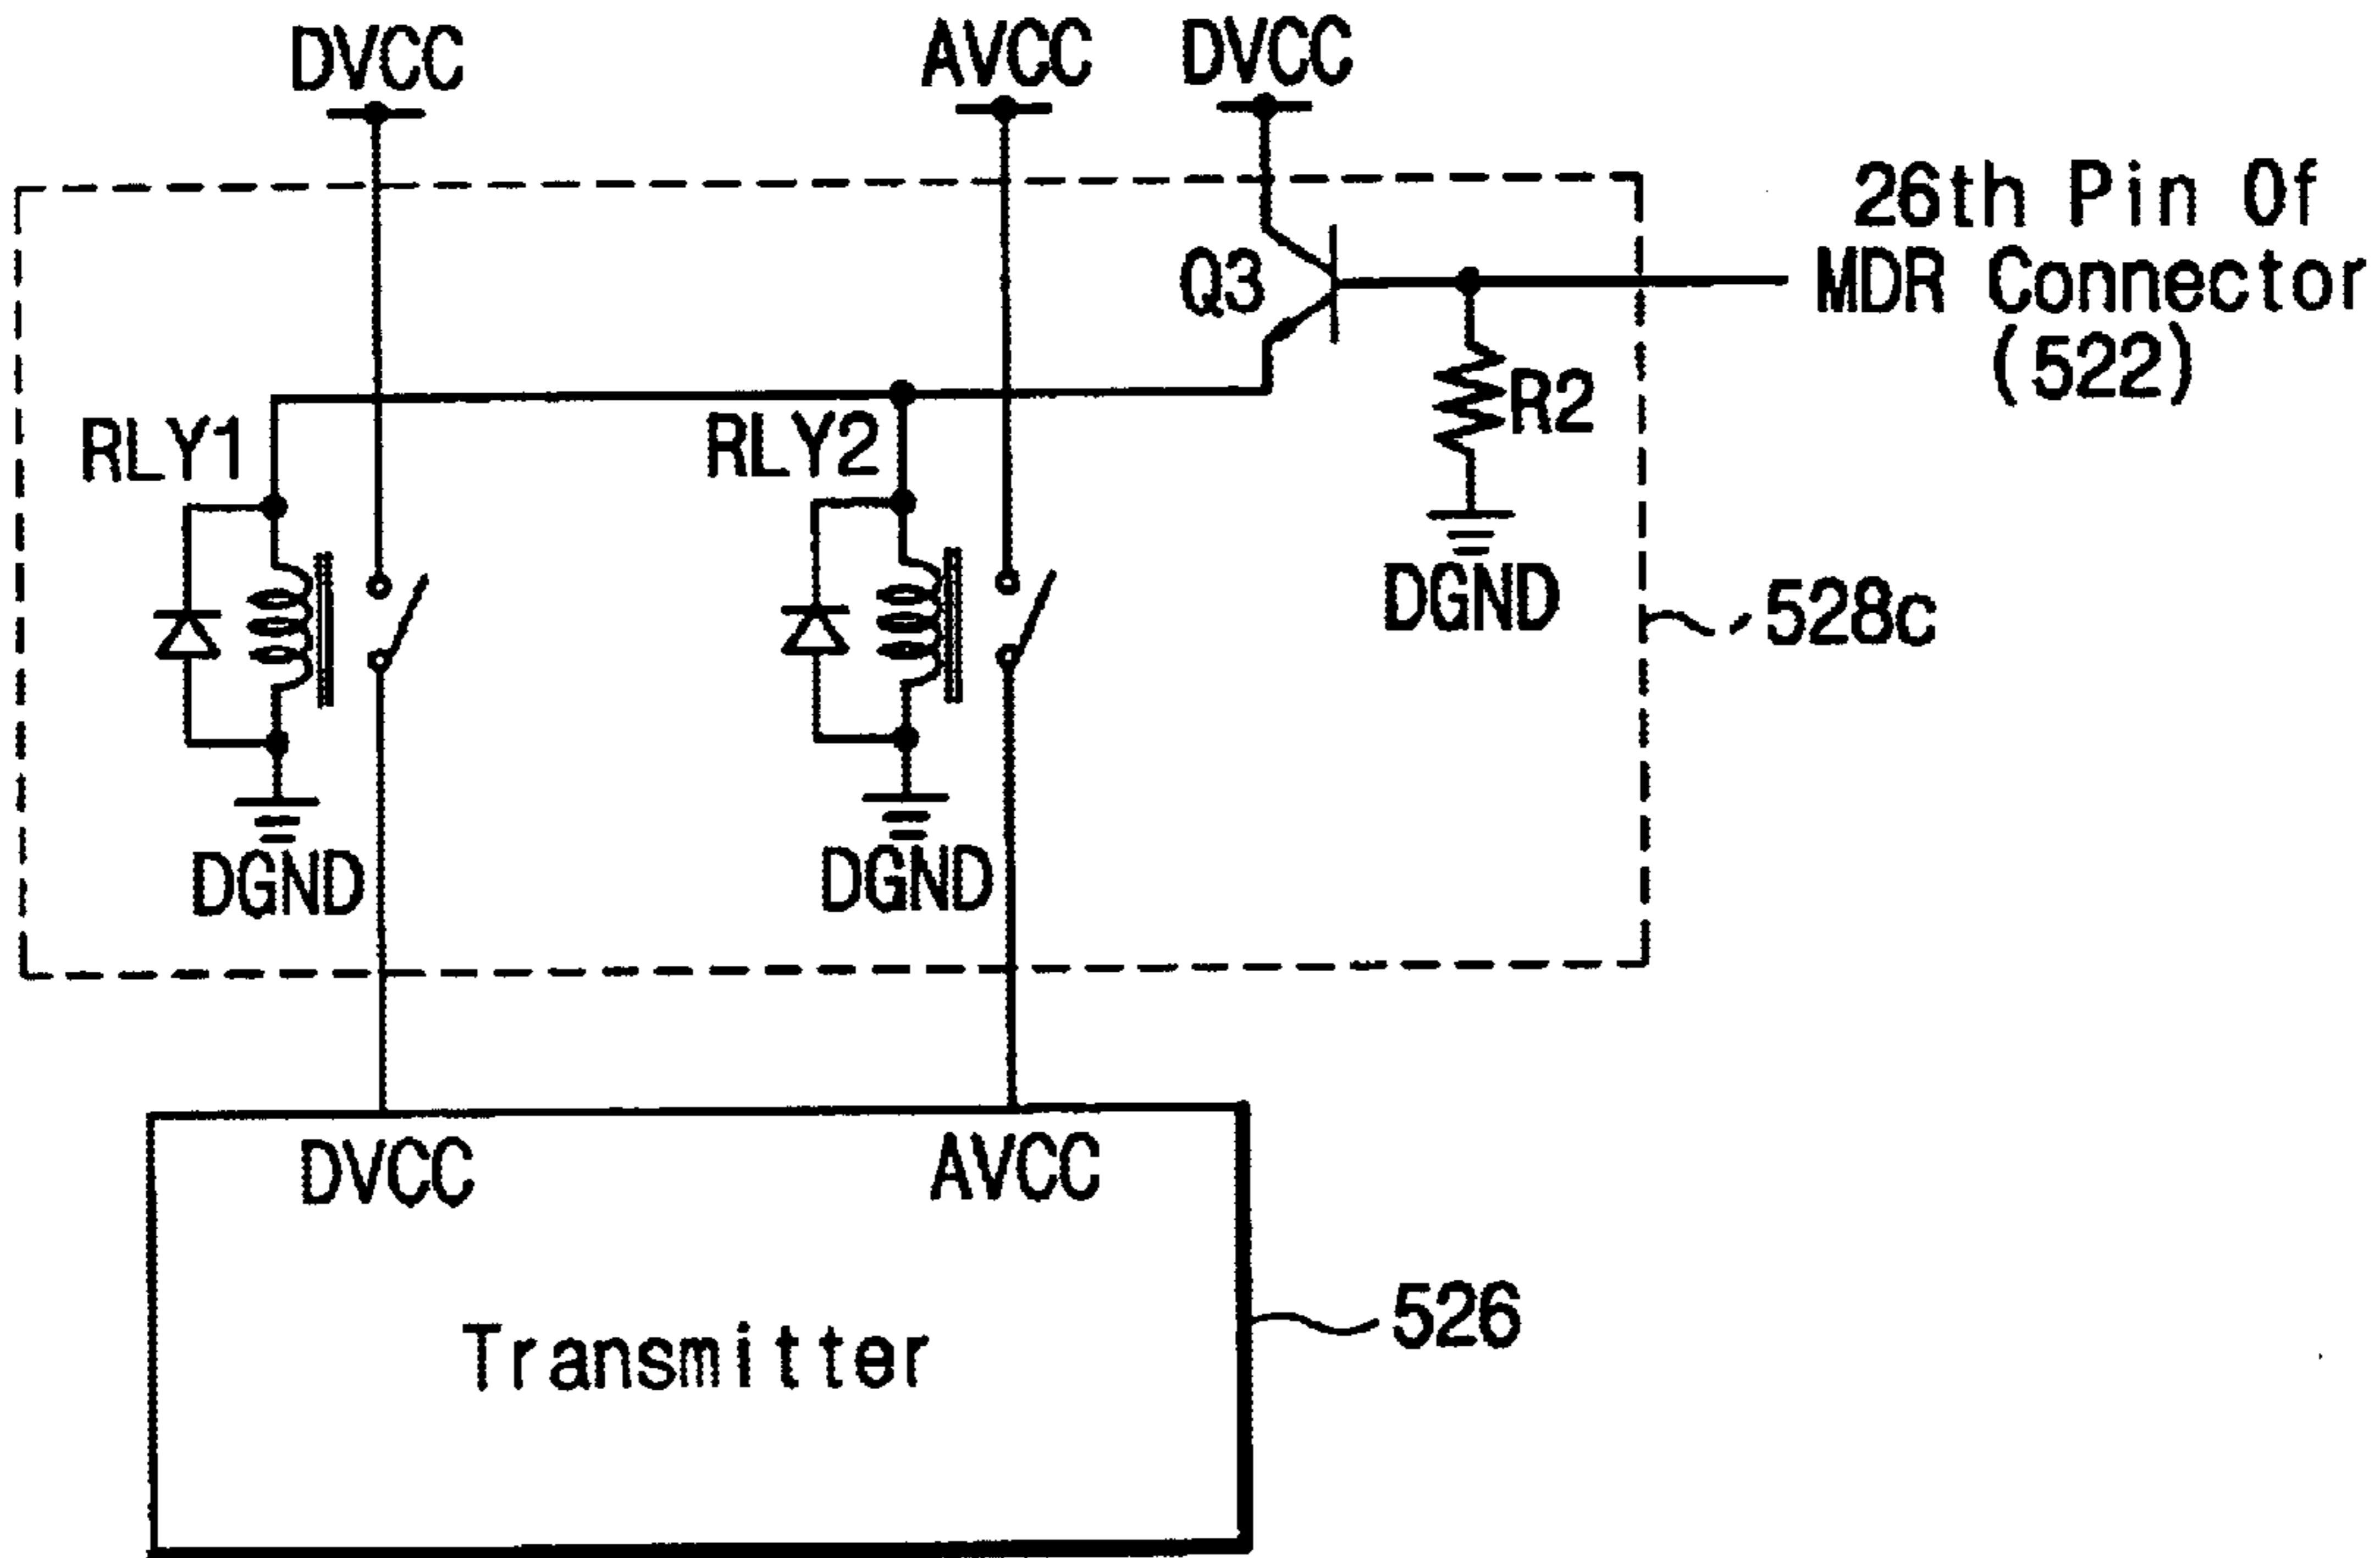 DVCC
AVCC
DVCC
26th Pin Of
MDR Connector
(522)
Q3
RLY1
RLY2
R2
DGND
528c
DGND
DGND
DVCC
AVCC
Transmitter
526